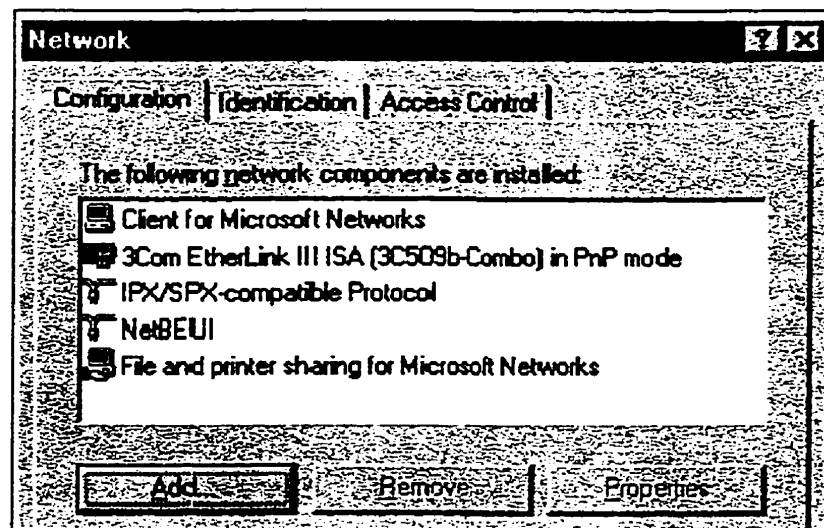 Network
Configuration Identification Access Control
The following network components are installed:
Client for Microsoft Networks
3Com EtherLink III ISA (3C509b-Combo) in PnP mode
IPX/SPX-compatible Protocol
NetBEUI
File and printer sharing for Microsoft Networks
Add... Remove Properties